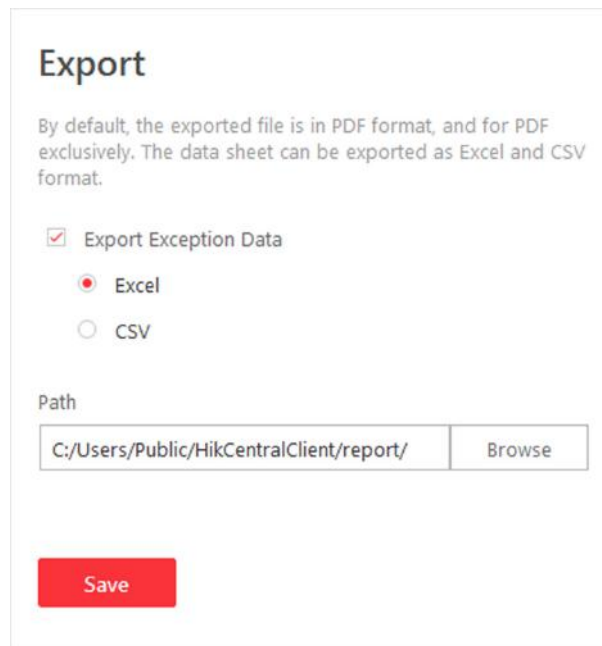 Export
By default, the exported file is in PDF format, and for PDF
exclusively. The data sheet can be exported as Excel and CSV
format.
Export Exception Data
Excel
CSV
Path
C:/Users/Public/HikCentralClient/report/ Browse
Save